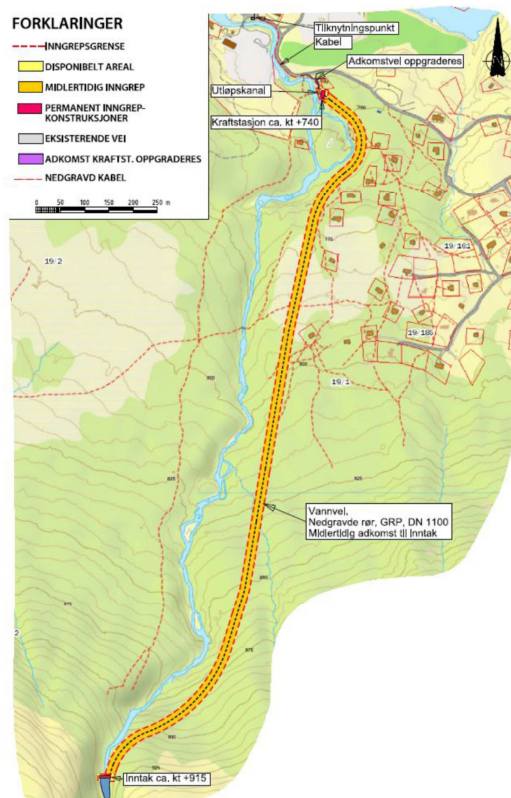 FORKLARINGER
INNGREPSGRENSE
DISPONIBELT AREAL
MIDLERTIDIG INNGREP
PERMANENT INNGREP-
KONSTRUKSJONER
EKSISTERENDE VEI
ADKOMST KRAFTST. OPPGRADERES
NEDGRAVD KABEL
0 50 100 150 200 250 m
Tilknytningspunkt
Kabel
Adkomstvei oppgraderes
Utløpskanal
Kraftstasjon ca. kt +740
19/2
19/161
19/185
19/1
Vannvei.
Nedgravde rør, GRP, DN 1100
Midlertidig adkomst til inntak
Inntak ca. kt +915